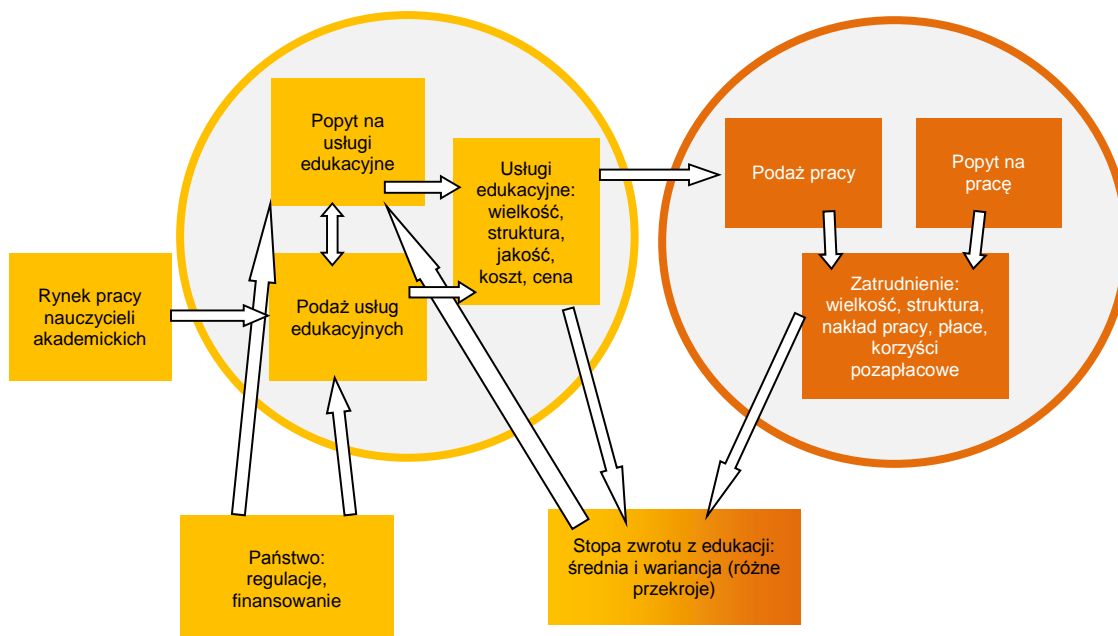 Popyt na
usługi
edukacyjne
Usługi
edukacyjne:
wielkość,
struktura,
jakość,
koszt, cena
Podaż pracy
Popyt na
pracę
Rynek pracy
nauczycieli
akademickich
Podaż usług
edukacyjnych
Zatrudnienie:
wielkość, struktura,
nakład pracy, płace,
korzyści
pozapłacowe
Państwo:
regulacje,
finansowanie
Stopa zwrotu z edukacji:
średnia i wariancja (różne
przekroje)